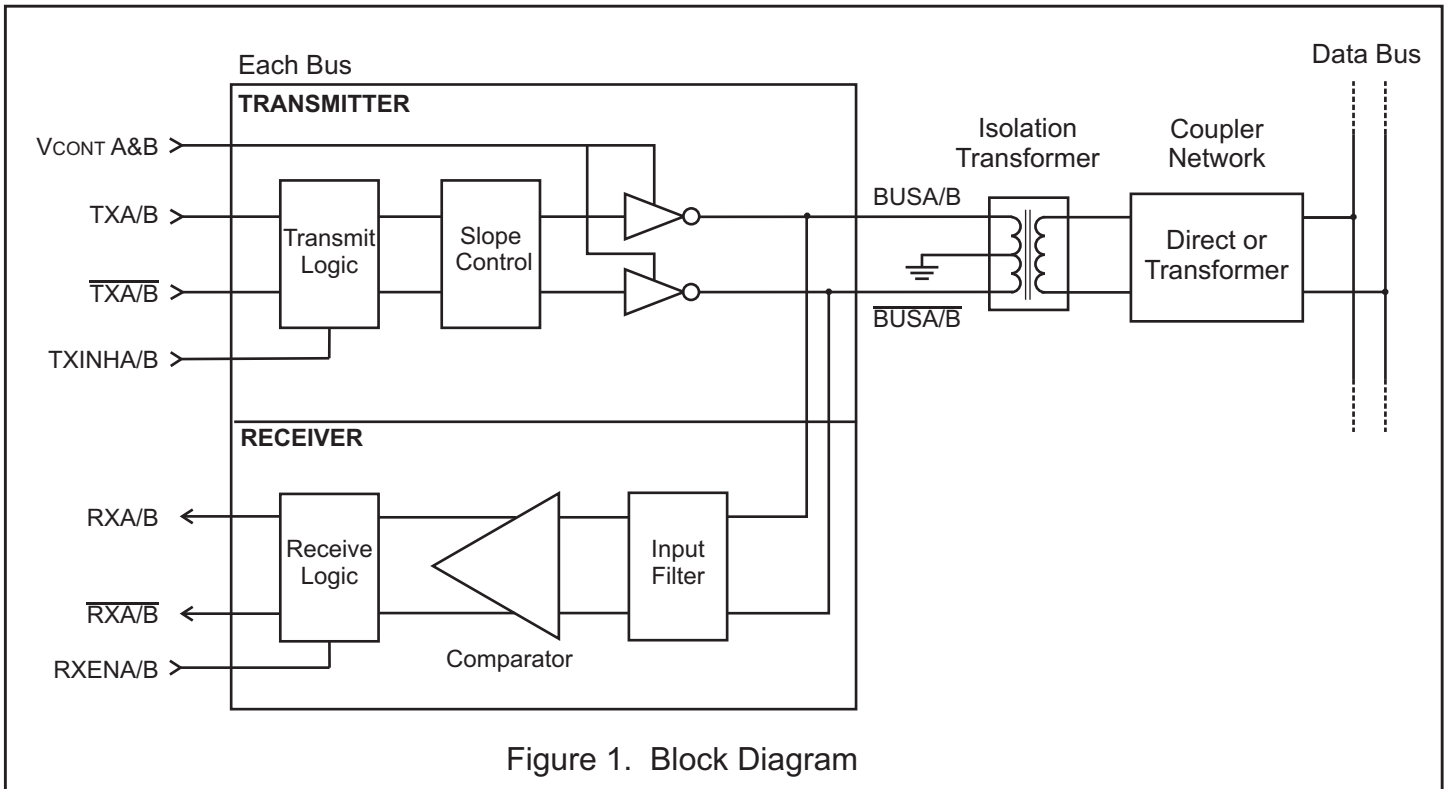 Each Bus
Data Bus
TRANSMITTER
Isolation
Transformer
Coupler
Network
VCONT A&B
TXA/B
TXA/B
TXINHA/B
Transmit
Logic
Slope
Control
BUSA/B
BUSA/B
Direct or
Transformer
RECEIVER
RXA/B
RXA/B
RXENA/B
Receive
Logic
Comparator
Input
Filter
Figure 1. Block Diagram